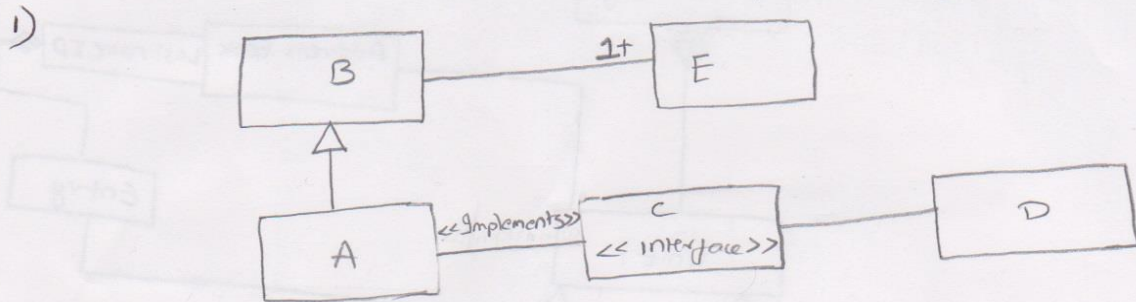 1)
B
1+
E
A
<<Implements>>
C
<<interface>>
D